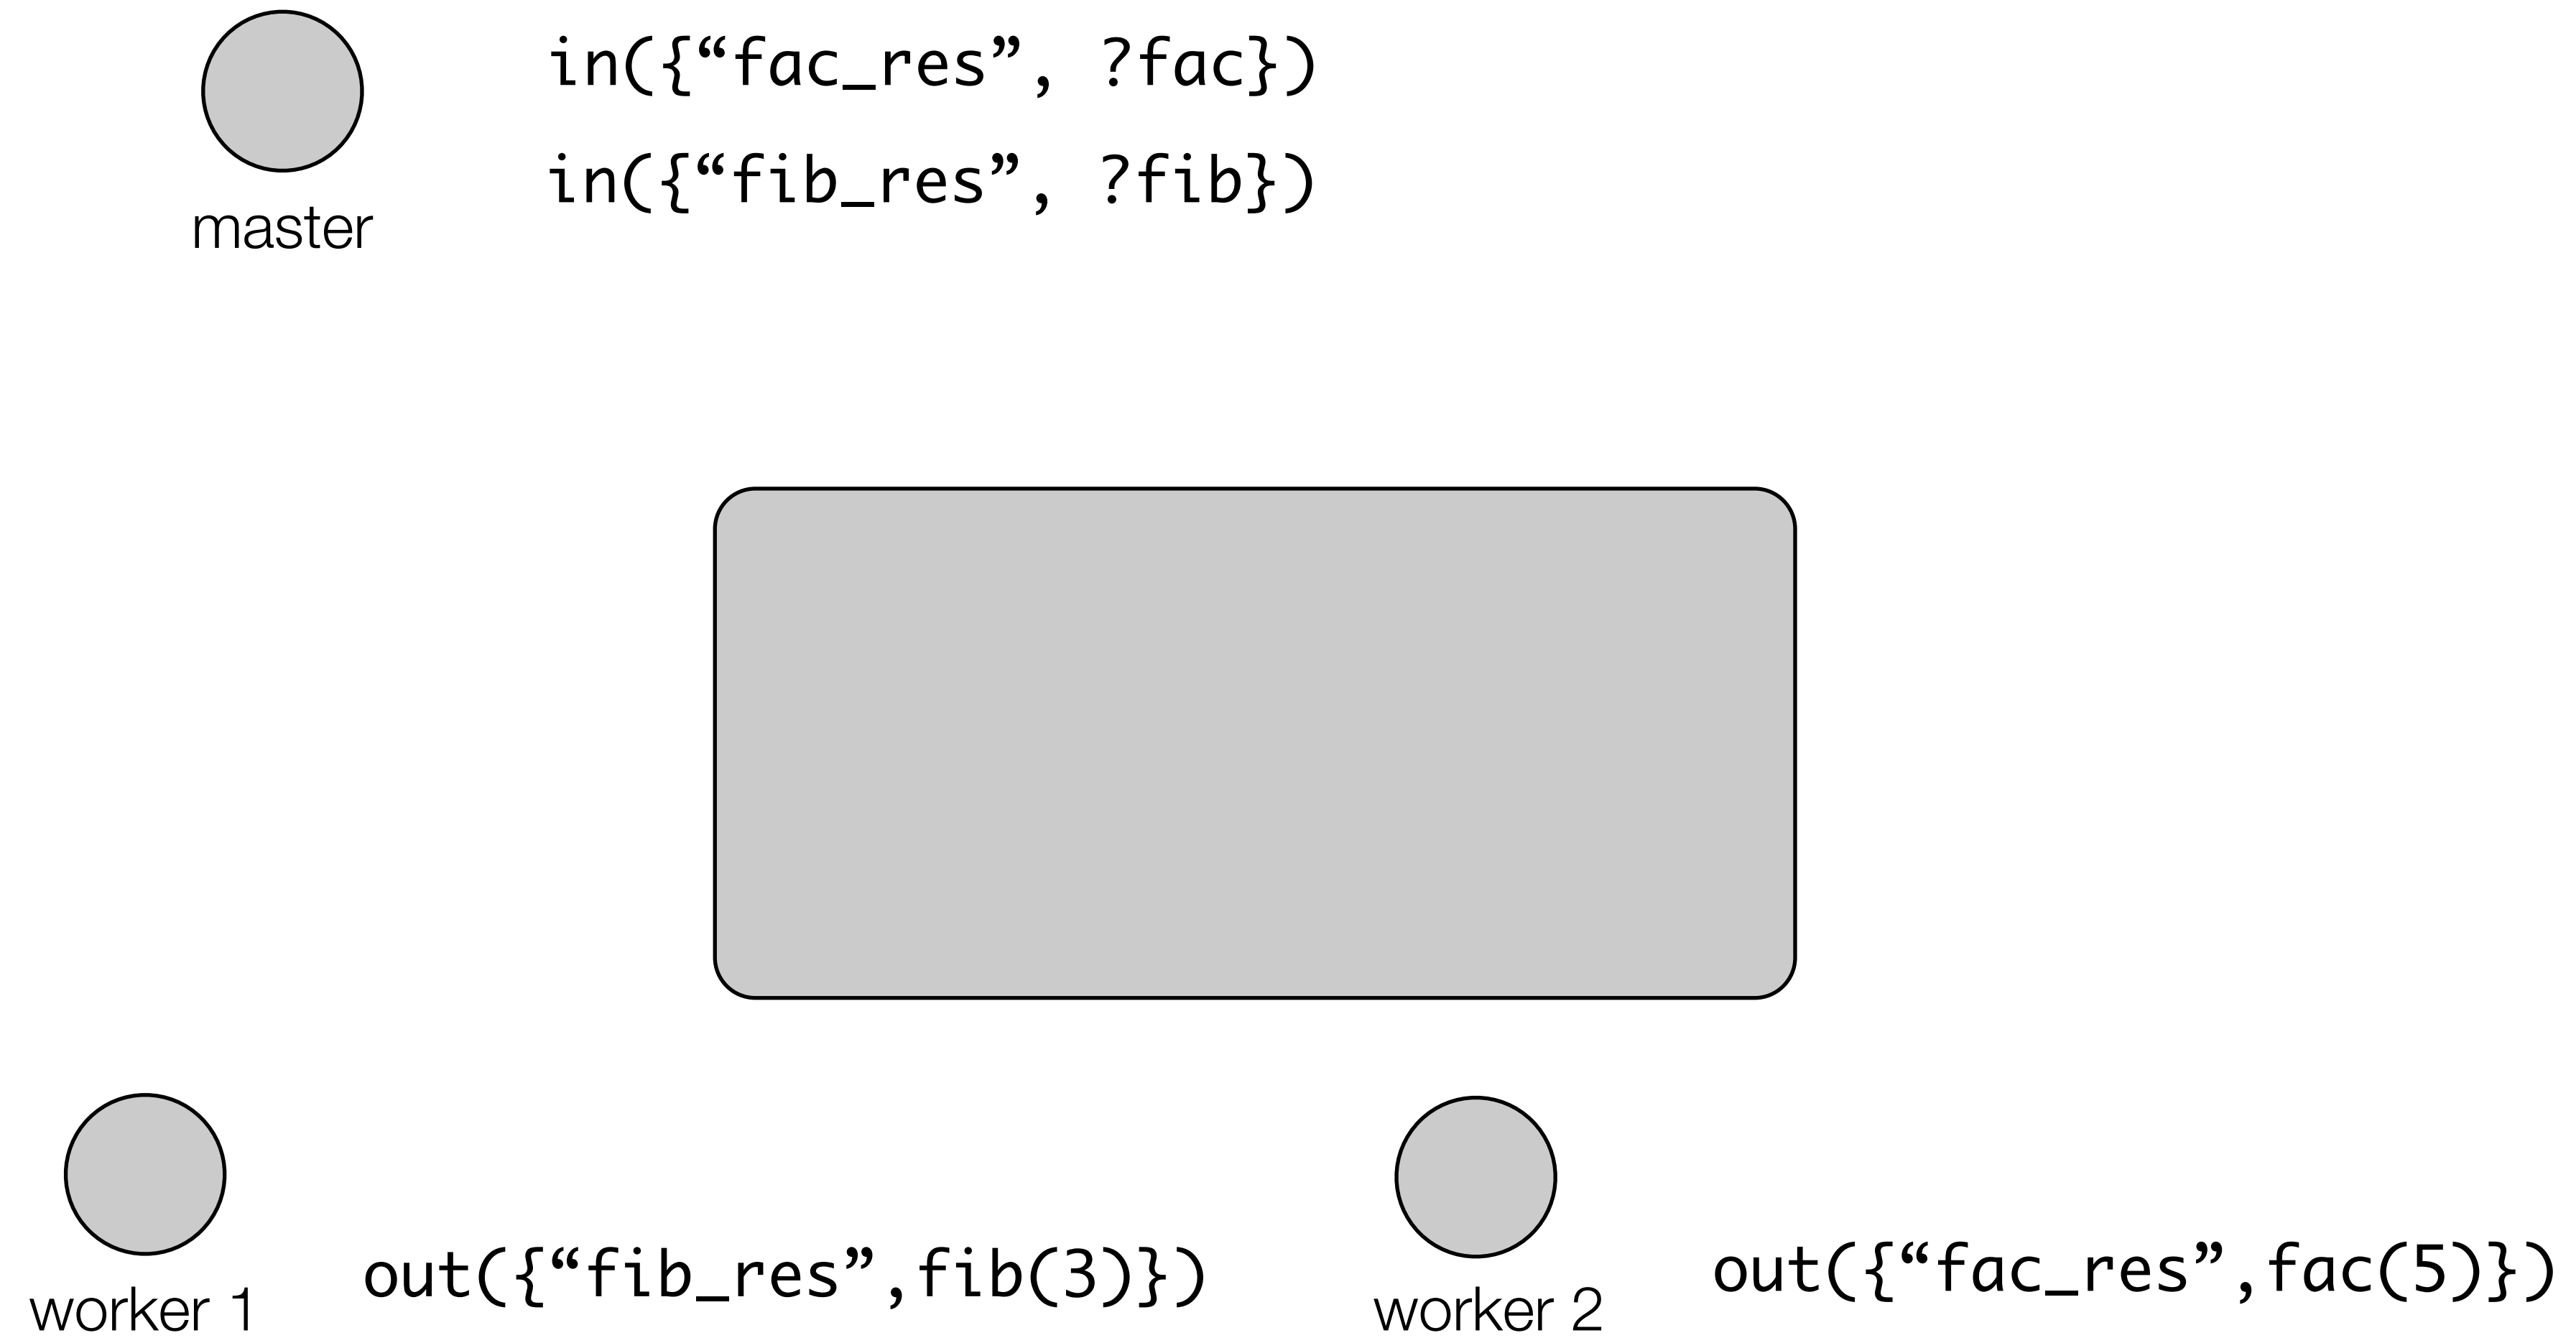 in({“fac_res”, ?fac})
in({“fib_res”, ?fib})
master
out({“fib_res”,fib(3)})
worker 1
out({“fac_res”,fac(5)})
worker 2